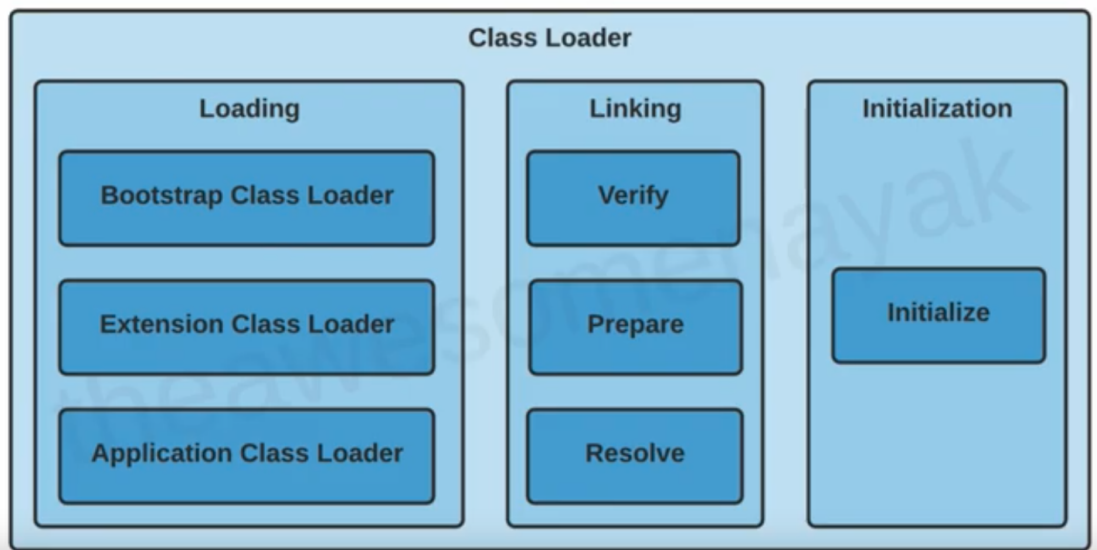 Class Loader
Loading
Bootstrap Class Loader
Extension Class Loader
Application Class Loader
Linking
Verify
Prepare
Resolve
Initialization
Initialize
theawesomenayak